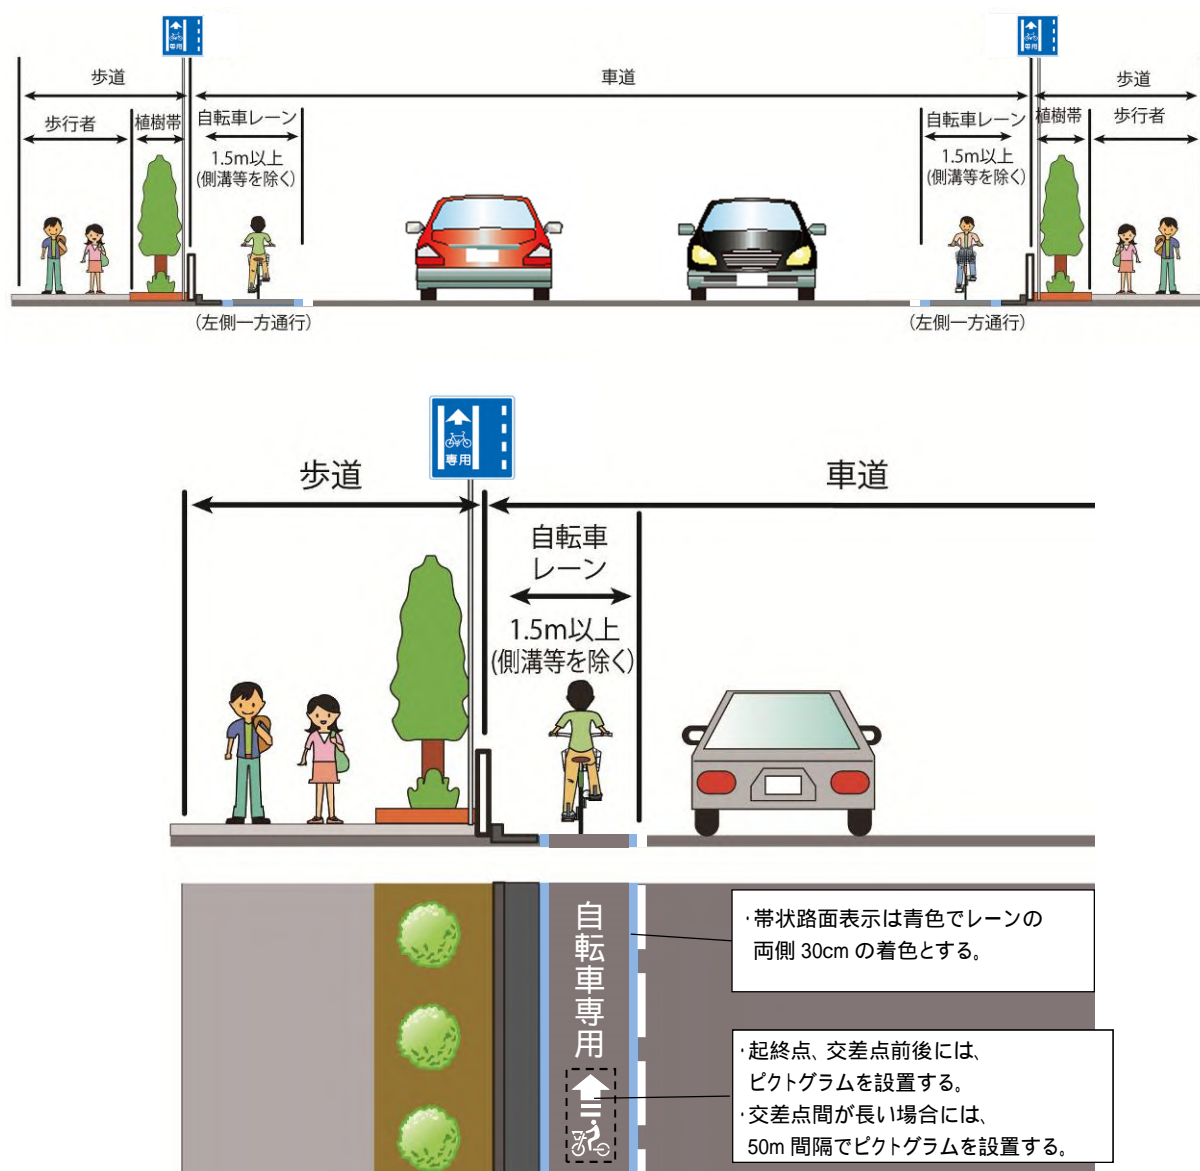 専用
専用
歩道
車道
歩道
歩行者
植樹帯
自転車レーン
自転車レーン
植樹帯
歩行者
1.5m以上
(側溝等を除く)
1.5m以上
(側溝等を除く)
(左側一方通行)
(左側一方通行)
専用
歩道
車道
自転車
レーン
1.5m以上
(側溝等を除く)
自転車専用
・帯状路面表示は青色でレーンの
両側 30cm の着色とする。
・起終点、交差点前後には、
ピクトグラムを設置する。
・交差点間が長い場合には、
50m 間隔でピクトグラムを設置する。